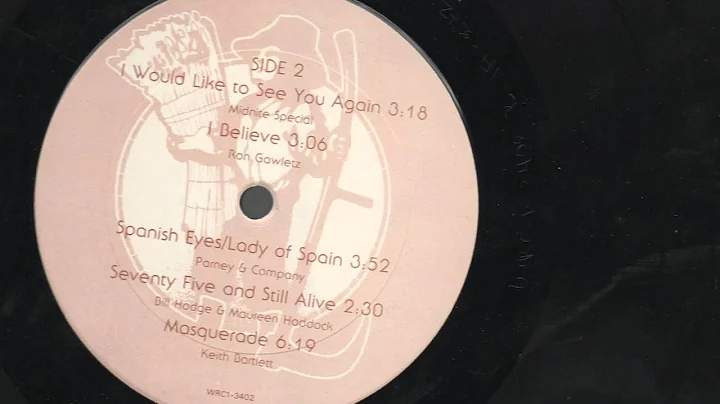 SIDE 2
I Would Like to See You Again 3:18
Midnite Special
I Believe 3:06
Ron Gawletz
Spanish Eyes/Lady of Spain 3:52
Parney & Company
Seventy Five and Still Alive 2:30
Bill Hodge & Maureen Haddock
Masquerade 6:19
Keith Bartlett
WRC1-3402